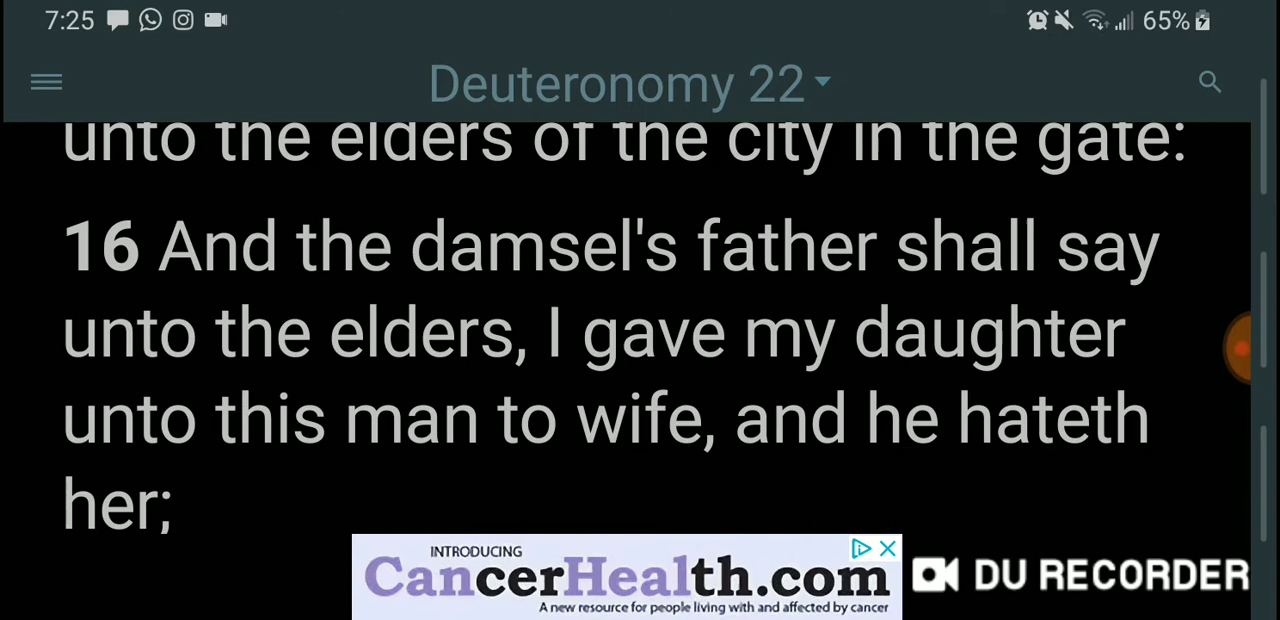 7:25 65%
Deuteronomy 22
unto the elders of the city in the gate:
16 And the damsel's father shall say
unto the elders, I gave my daughter
unto this man to wife, and he hateth
her;
INTRODUCING
CancerHealth.com
A new resource for people living with and affected by cancer
DU RECORDER